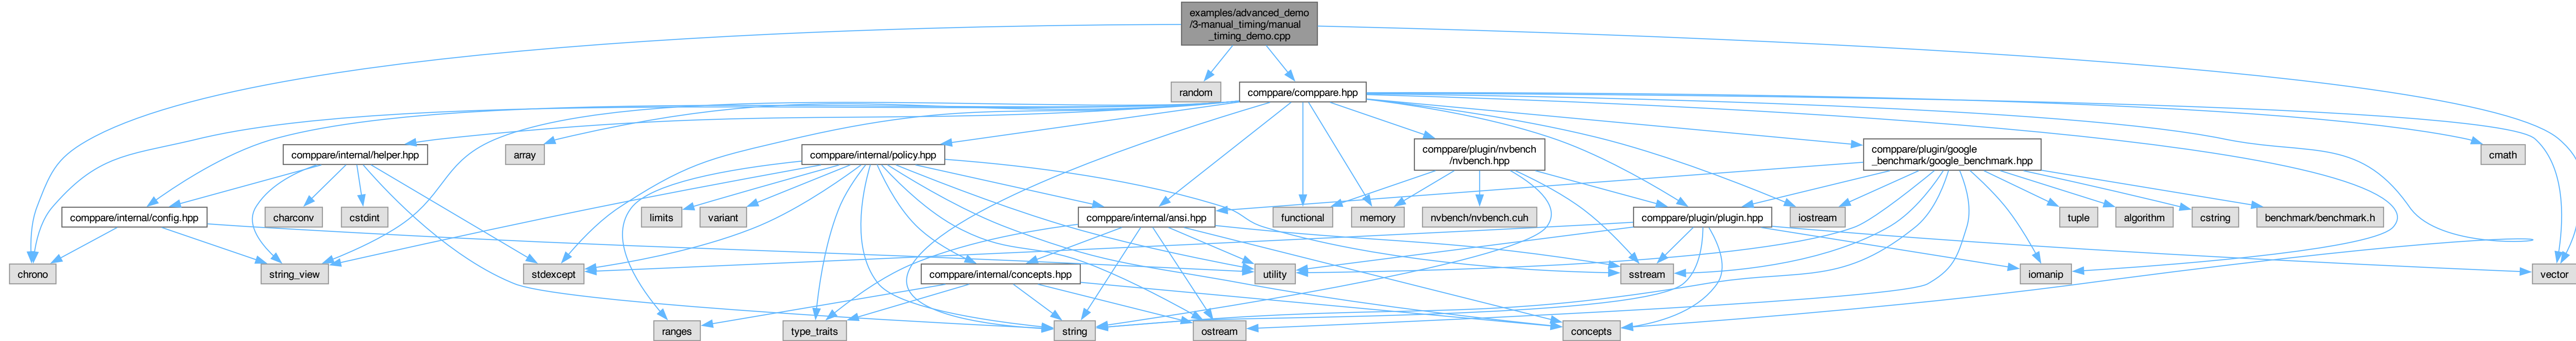 examples/advanced_demo
/3-manual_timing/manual
_timing_demo.cpp
random
comppare/comppare.hpp
comppare/internal/helper.hpp
array
comppare/internal/policy.hpp
comppare/plugin/nvbench
/nvbench.hpp
comppare/plugin/google
_benchmark/google_benchmark.hpp
cmath
comppare/internal/config.hpp
charconv
cstdint
limits
variant
comppare/internal/ansi.hpp
functional
memory
nvbench/nvbench.cuh
comppare/plugin/plugin.hpp
iostream
tuple
algorithm
cstring
benchmark/benchmark.h
chrono
string_view
stdexcept
comppare/internal/concepts.hpp
utility
sstream
iomanip
vector
ranges
type_traits
string
ostream
concepts